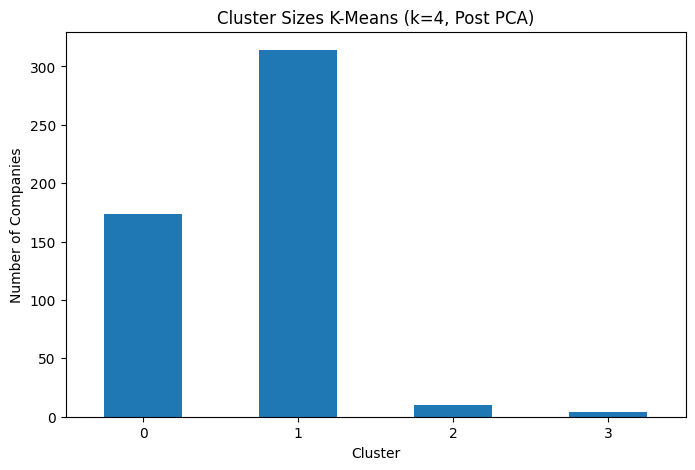 Cluster Sizes K-Means (k=4, Post PCA)
Number of Companies
300
250
200
150
100
50
0
0 1 2 3
Cluster